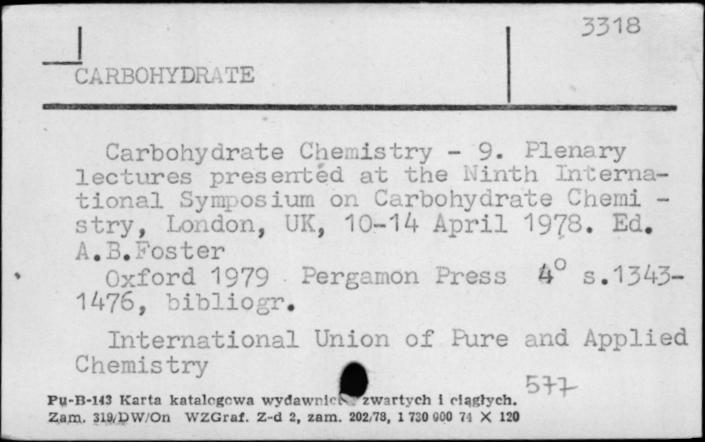 3318
CARBOHYDRATE
Carbohydrate Chemistry - 9. Plenary
lectures presented at the Ninth Interna-
tional Symposium on Carbohydrate Chemi -
stry, London, UK, 10-14 April 1978. Ed.
A.B.Foster
Oxford 1979 Pergamon Press 4° s.1343-
1476, bibliogr.
International Union of Pure and Applied
Chemistry
577
Pu-B-143 Karta katalogowa zwartych i ciągłych.
Zam. 319/DW/On WZGraf. Z-d 2, zam. 202/78, 1 730 000 74 X 120